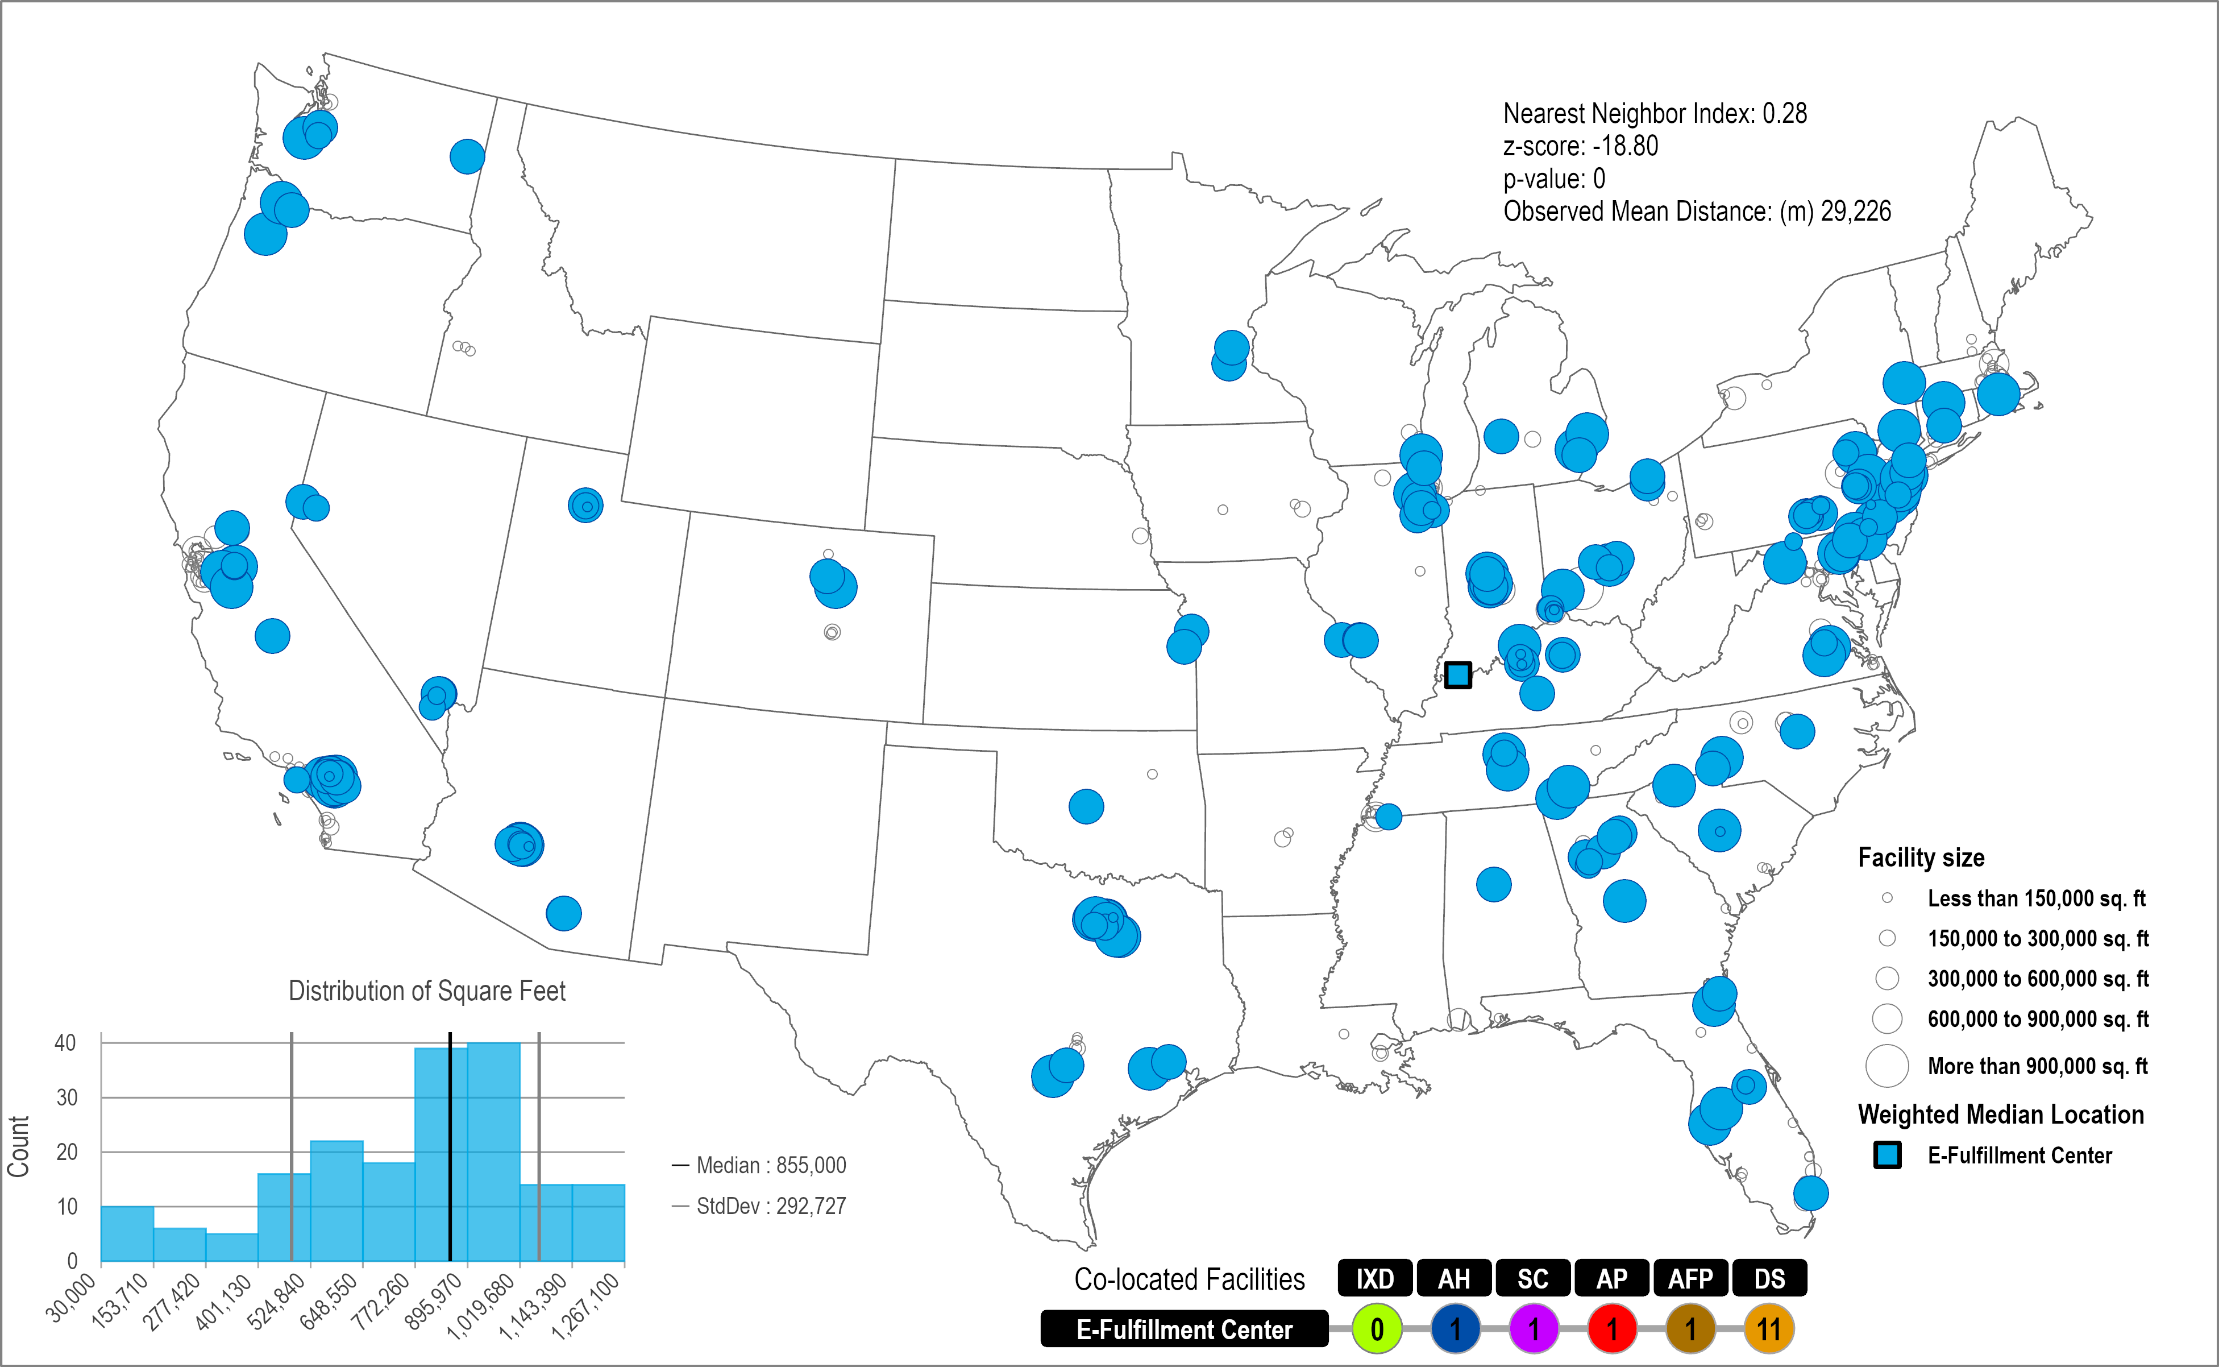 Nearest Neighbor Index: 0.28
z-score: -18.80
p-value: 0
Observed Mean Distance: (m) 29,226
Facility size
Less than 150,000 sq. ft
150,000 to 300,000 sq. ft
300,000 to 600,000 sq. ft
600,000 to 900,000 sq. ft
More than 900,000 sq. ft
Weighted Median Location
E-Fulfillment Center
Distribution of Square Feet
Count
40
30
20
10
0
30,000
153,710
277,420
401,130
524,840
648,550
772,260
895,970
1,019,680
1,143,390
1,267,100
Median : 855,000
StdDev : 292,727
Co-located Facilities IXD AH SC AP AFP DS
E-Fulfillment Center 0 1 1 1 1 11